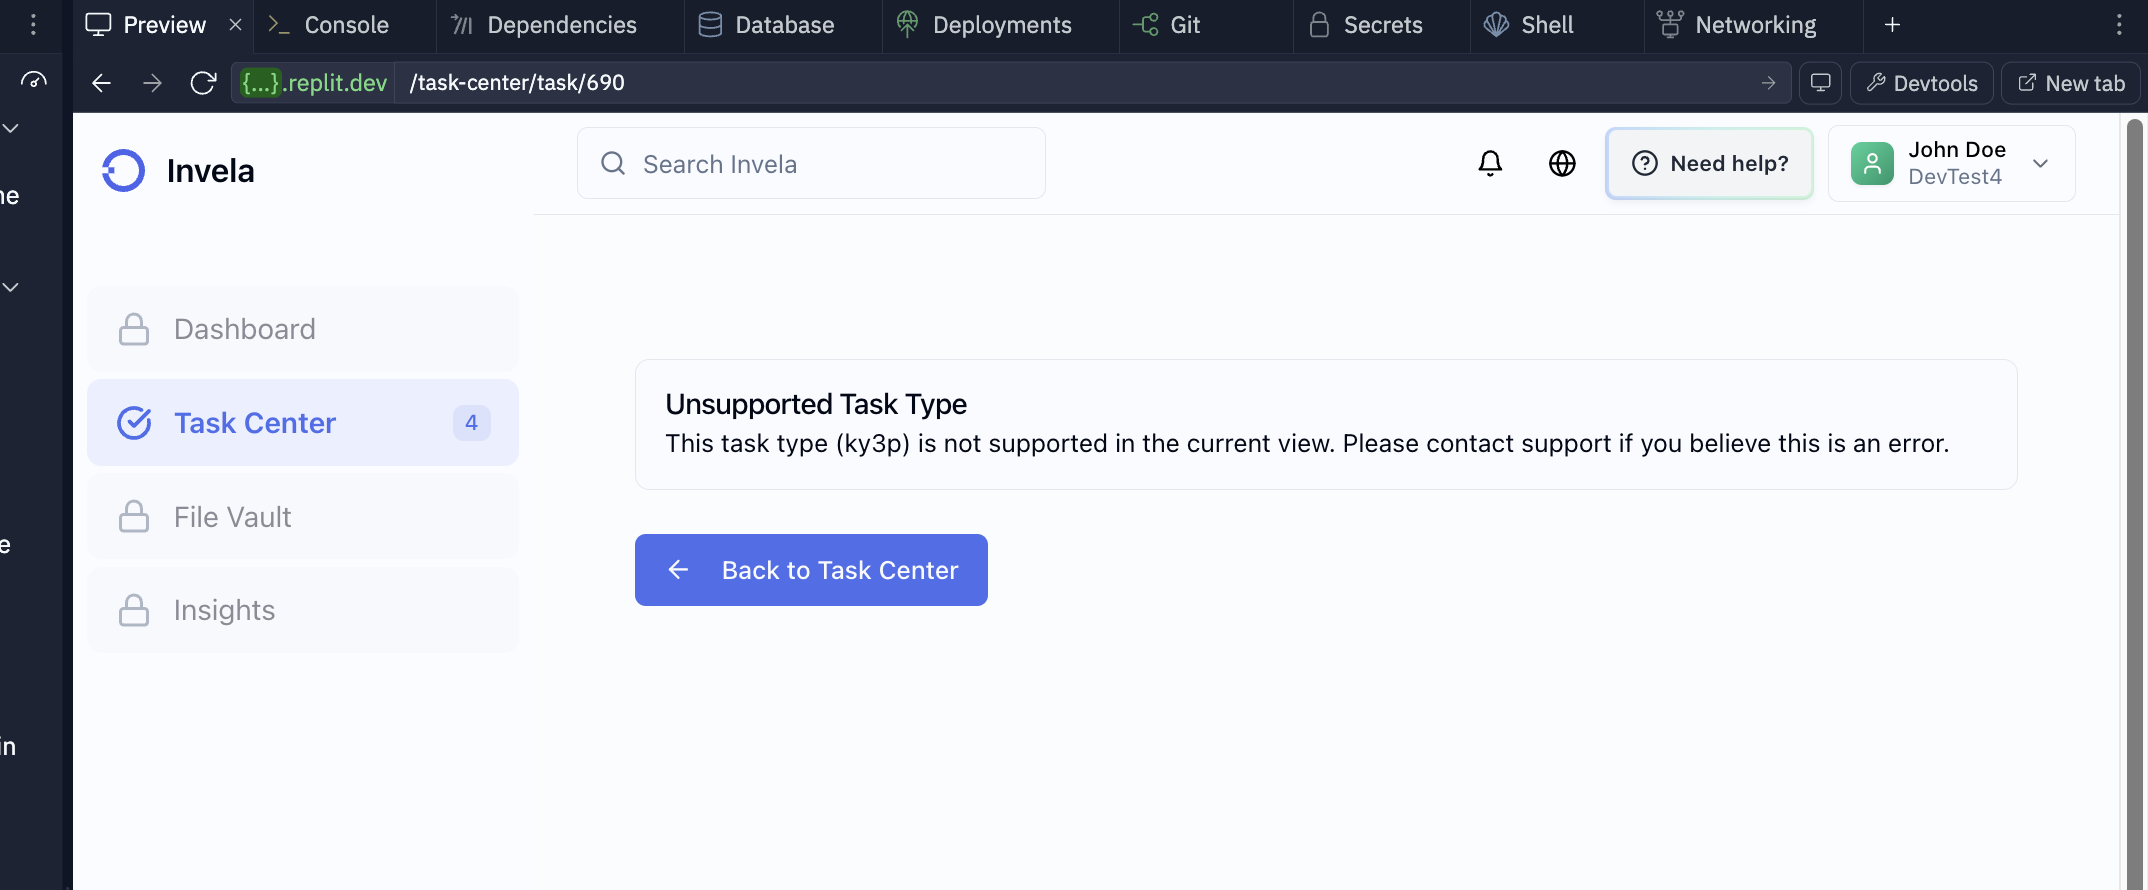 Preview
Console
Dependencies
Database
Deployments
Git
Secrets
Shell
Networking
{...}.replit.dev
/task-center/task/690
Devtools
New tab
Invela
Search Invela
Need help?
John Doe
DevTest4
Dashboard
Task Center
4
File Vault
Insights
Unsupported Task Type
This task type (ky3p) is not supported in the current view. Please contact support if you believe this is an error.
Back to Task Center